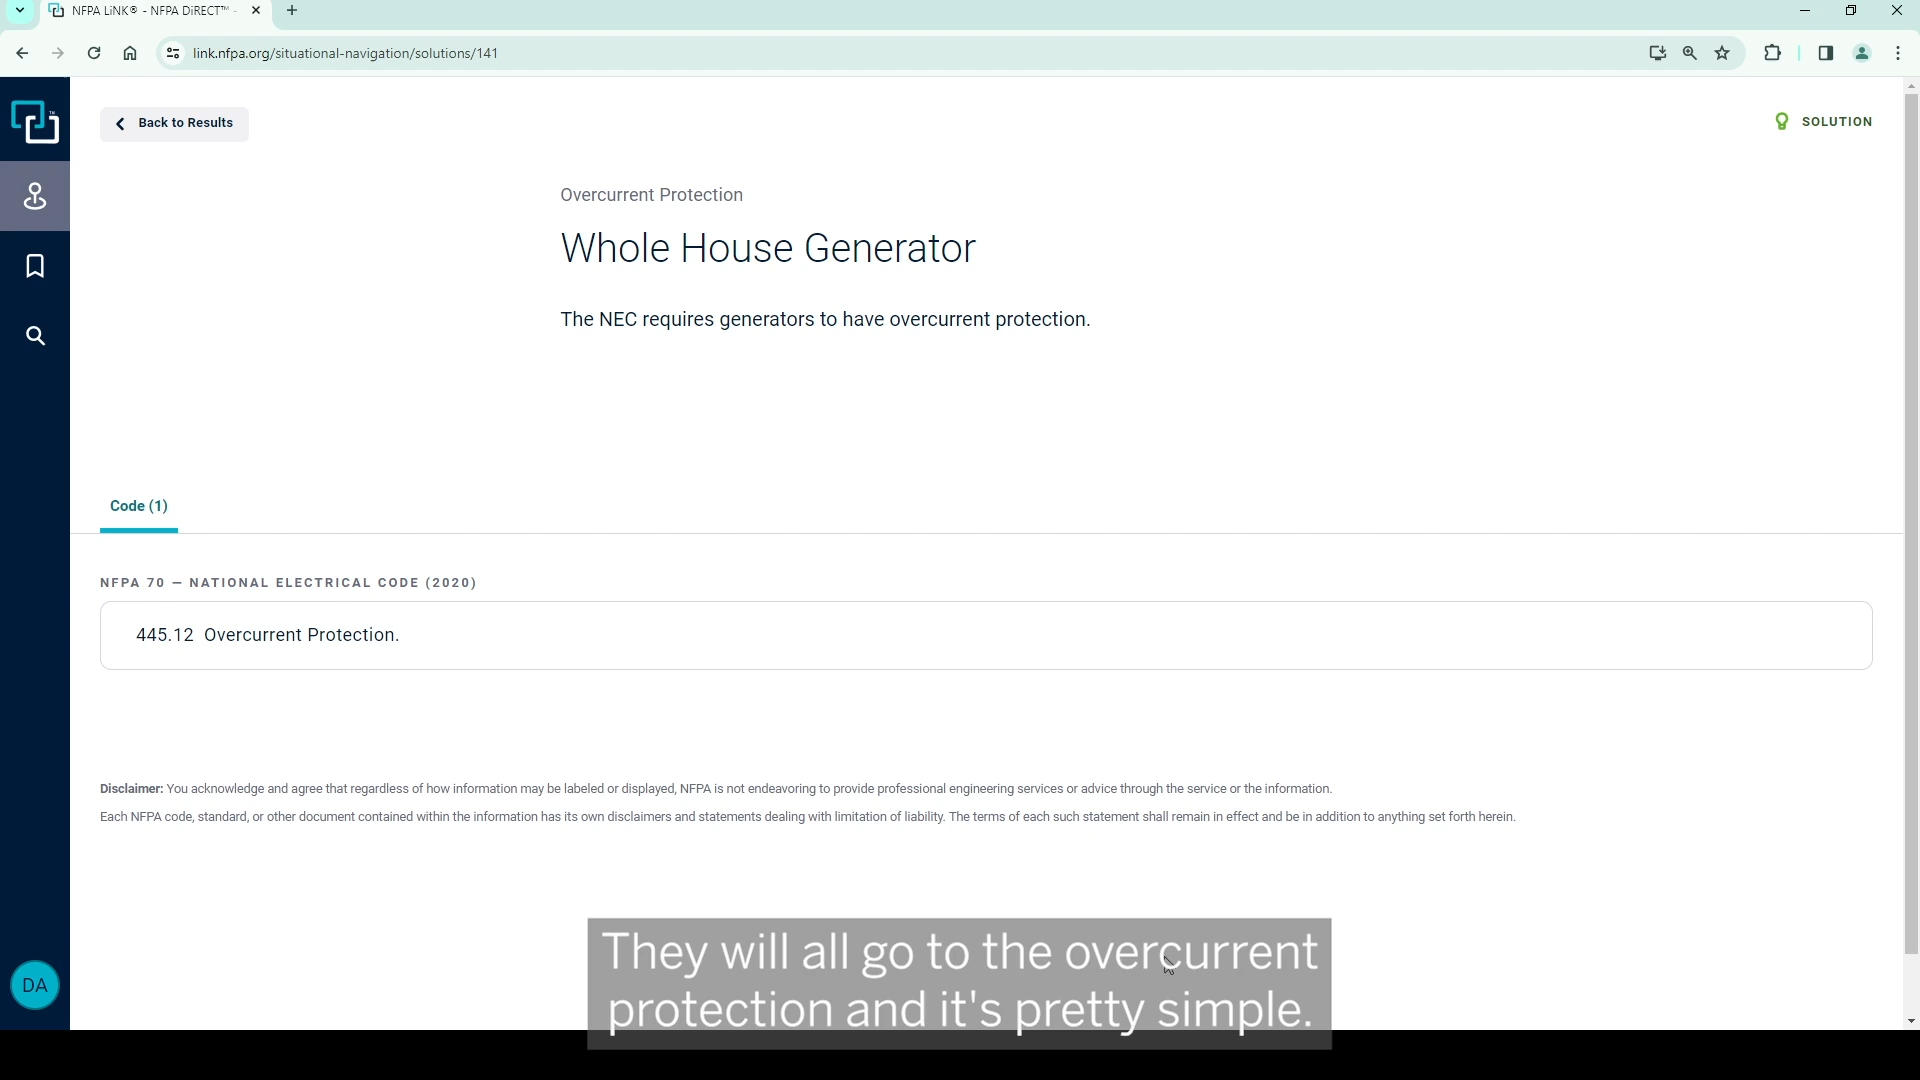 NFPA LiNK® - NFPA DiRECT™ -
link.nfpa.org/situational-navigation/solutions/141
Back to Results
SOLUTION
Overcurrent Protection
Whole House Generator
The NEC requires generators to have overcurrent protection.
Code (1)
NFPA 70 — NATIONAL ELECTRICAL CODE (2020)
445.12 Overcurrent Protection.
Disclaimer: You acknowledge and agree that regardless of how information may be labeled or displayed, NFPA is not endeavoring to provide professional engineering services or advice through the service or the information.
Each NFPA code, standard, or other document contained within the information has its own disclaimers and statements dealing with limitation of liability. The terms of each such statement shall remain in effect and be in addition to anything set forth herein.
They will all go to the overcurrent
protection and it's pretty simple.
DA